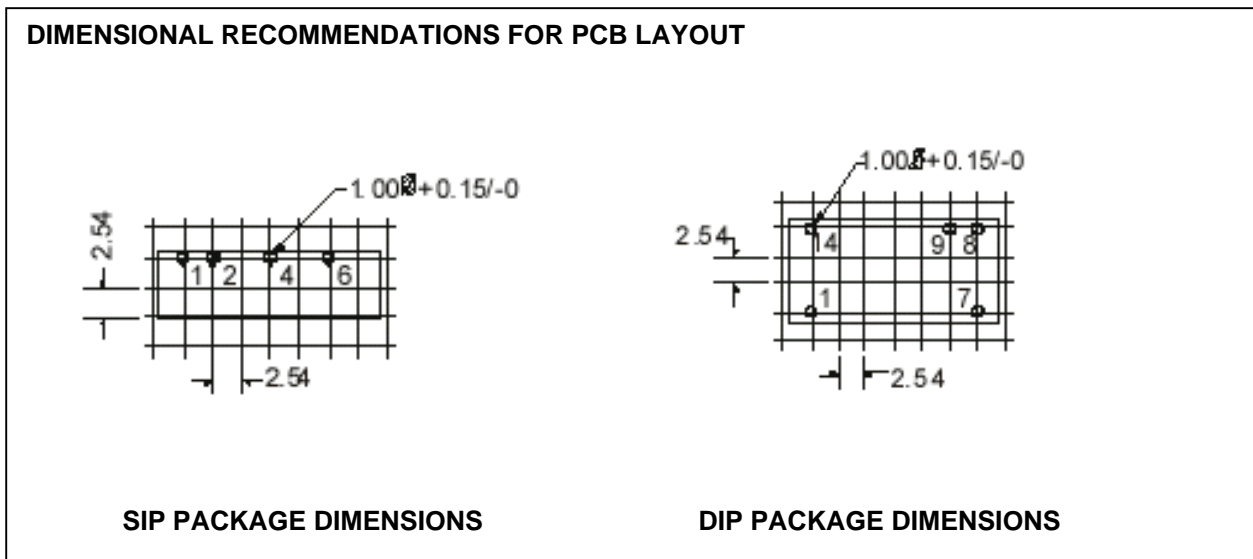 DIMENSIONAL RECOMMENDATIONS FOR PCB LAYOUT
1.00 +0.15/-0
2.54
1 2 4 6
2.54
SIP PACKAGE DIMENSIONS
1.00 +0.15/-0
2.54
14 9 8
1 7
2.54
DIP PACKAGE DIMENSIONS